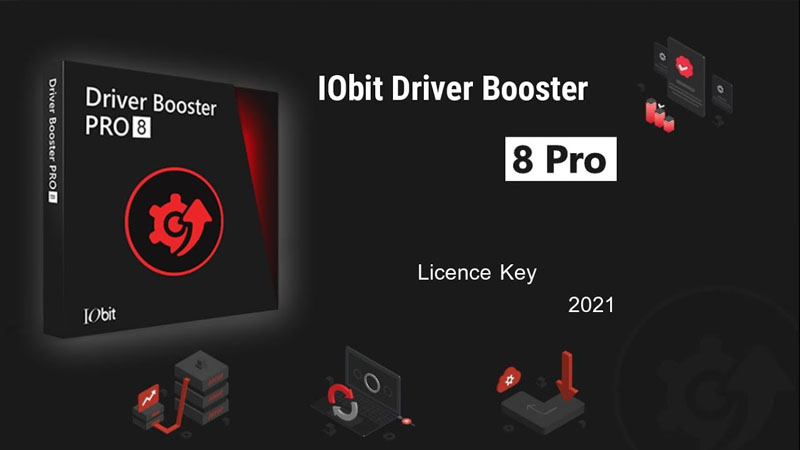 Driver Booster
PRO 8
Driver Booster PRO 8
IObit
IObit Driver Booster
8 Pro
Licence Key
2021